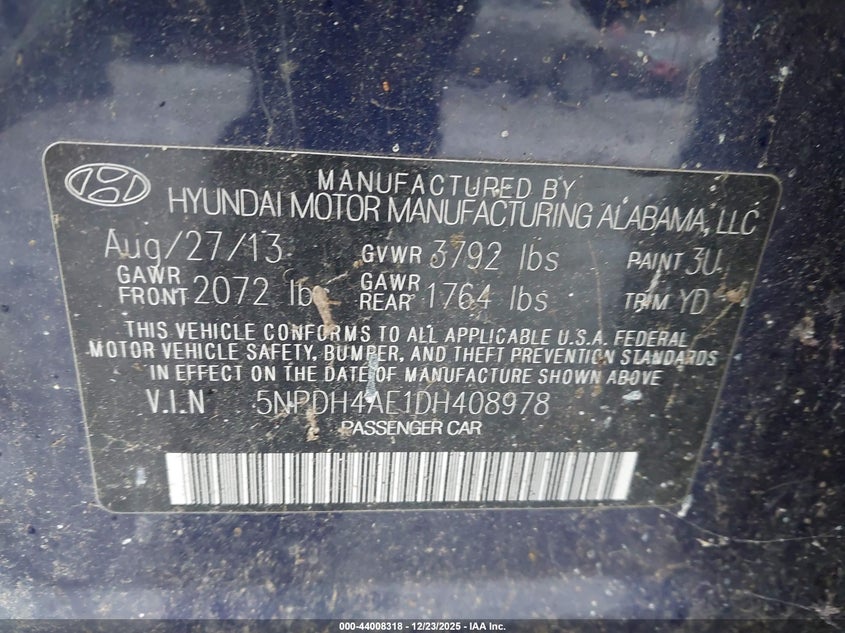 MANUFACTURED BY
HYUNDAI MOTOR MANUFACTURING ALABAMA, LLC
Aug/27/13 GVWR 3792 lbs PAINT 3U
GAWR FRONT 2072 lbs GAWR REAR 1764 lbs TRIM YD
THIS VEHICLE CONFORMS TO ALL APPLICABLE U.S.A. FEDERAL
MOTOR VEHICLE SAFETY, BUMPER, AND THEFT PREVENTION STANDARDS
IN EFFECT ON THE DATE OF MANUFACTURE SHOWN ABOVE
V.I.N 5NPDH4AE1DH408978
PASSENGER CAR
000-44008318 - 12/23/2025 - IAA Inc.